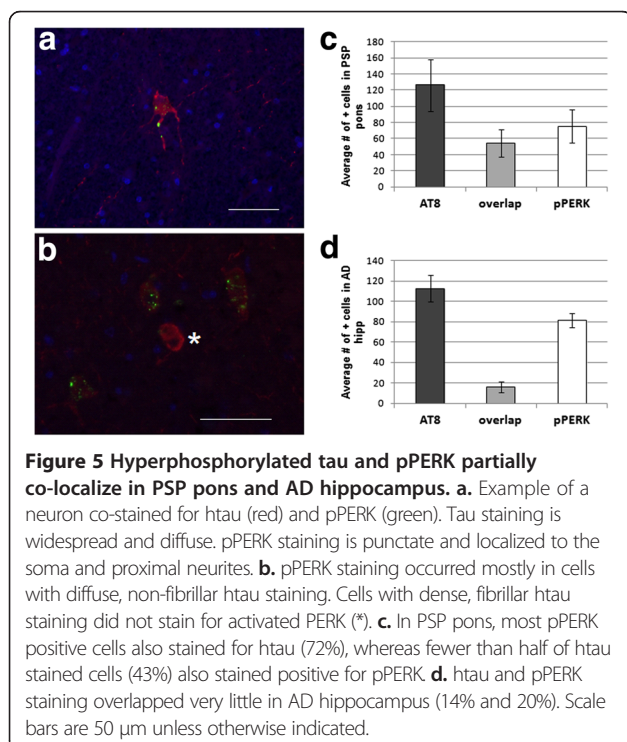 a
b
*
c
Average # of + cells in PSP
pons
180
160
140
120
100
80
60
40
20
0
AT8 overlap pPERK
d
Average # of + cells in AD
hipp
140
120
100
80
60
40
20
0
AT8 overlap pPERK
Figure 5 Hyperphosphorylated tau and pPERK partially
co-localize in PSP pons and AD hippocampus. a. Example of a
neuron co-stained for htau (red) and pPERK (green). Tau staining is
widespread and diffuse. pPERK staining is punctate and localized to the
soma and proximal neurites. b. pPERK staining occurred mostly in cells
with diffuse, non-fibrillar htau staining. Cells with dense, fibrillar htau
staining did not stain for activated PERK (*). c. In PSP pons, most pPERK
positive cells also stained for htau (72%), whereas fewer than half of htau
stained cells (43%) also stained positive for pPERK. d. htau and pPERK
staining overlapped very little in AD hippocampus (14% and 20%). Scale
bars are 50 μm unless otherwise indicated.